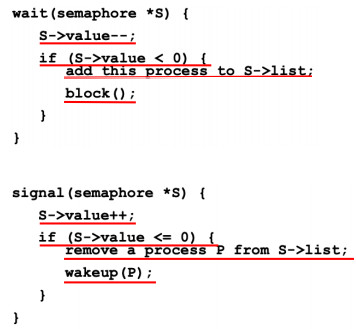 wait(semaphore *S) {
S->value--;
if (S->value < 0) {
add this process to S->list;
block();
}
}
signal(semaphore *S) {
S->value++;
if (S->value <= 0) {
remove a process P from S->list;
wakeup(P);
}
}